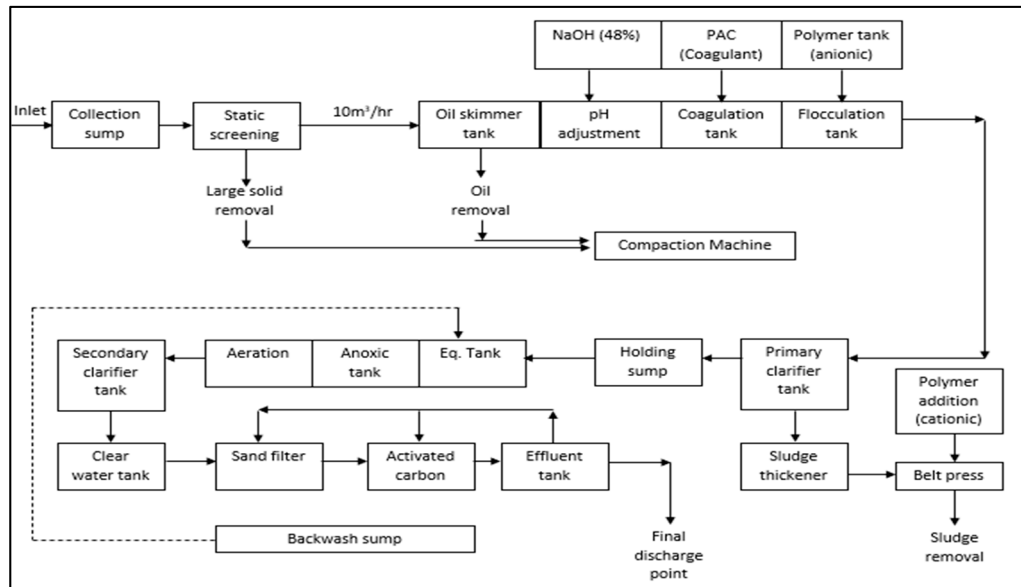 NaOH (48%)
PAC
(Coagulant)
Polymer tank
(anionic)
Inlet
Collection
sump
Static
screening
10m³/hr
Oil skimmer
tank
pH
adjustment
Coagulation
tank
Flocculation
tank
Large solid
removal
Oil
removal
Compaction Machine
Secondary
clarifier
tank
Aeration
Anoxic
tank
Eq. Tank
Holding
sump
Primary
clarifier
tank
Polymer
addition
(cationic)
Clear
water tank
Sand filter
Activated
carbon
Effluent
tank
Sludge
thickener
Belt press
Backwash sump
Final
discharge
point
Sludge
removal